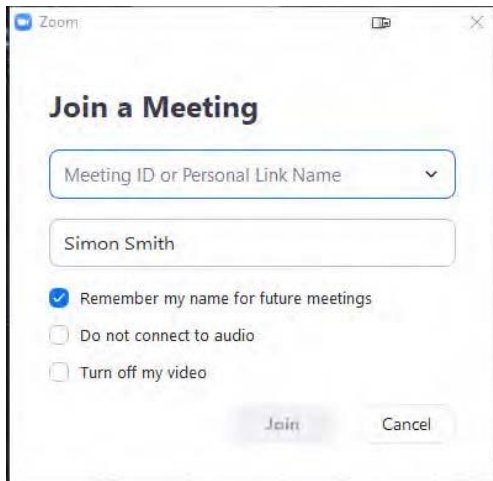 Zoom
Join a Meeting
Meeting ID or Personal Link Name
Simon Smith
Remember my name for future meetings
Do not connect to audio
Turn off my video
Join Cancel